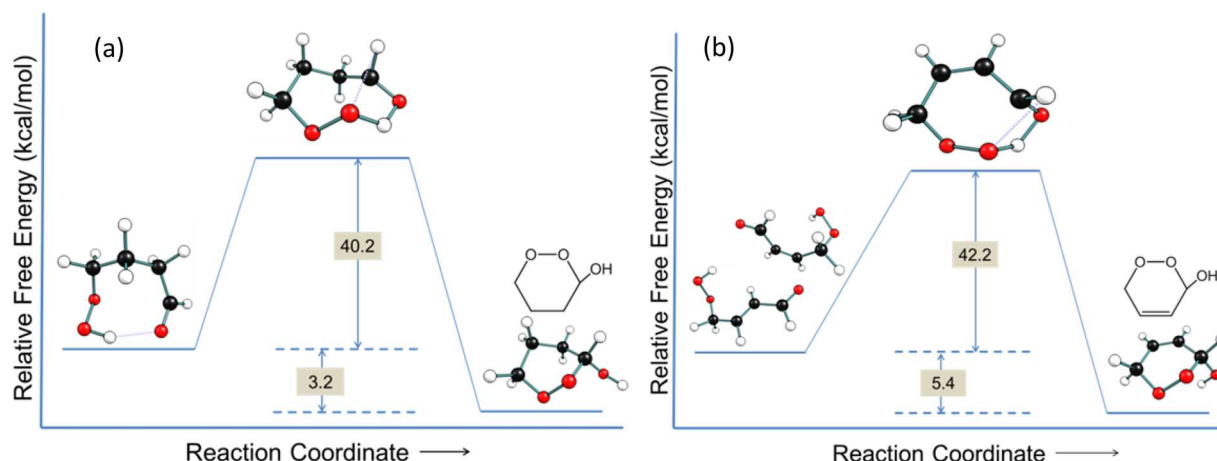 (a)
Relative Free Energy (kcal/mol)
40.2
3.2
O O
OH
Reaction Coordinate
(b)
Relative Free Energy (kcal/mol)
42.2
5.4
O O
OH
Reaction Coordinate